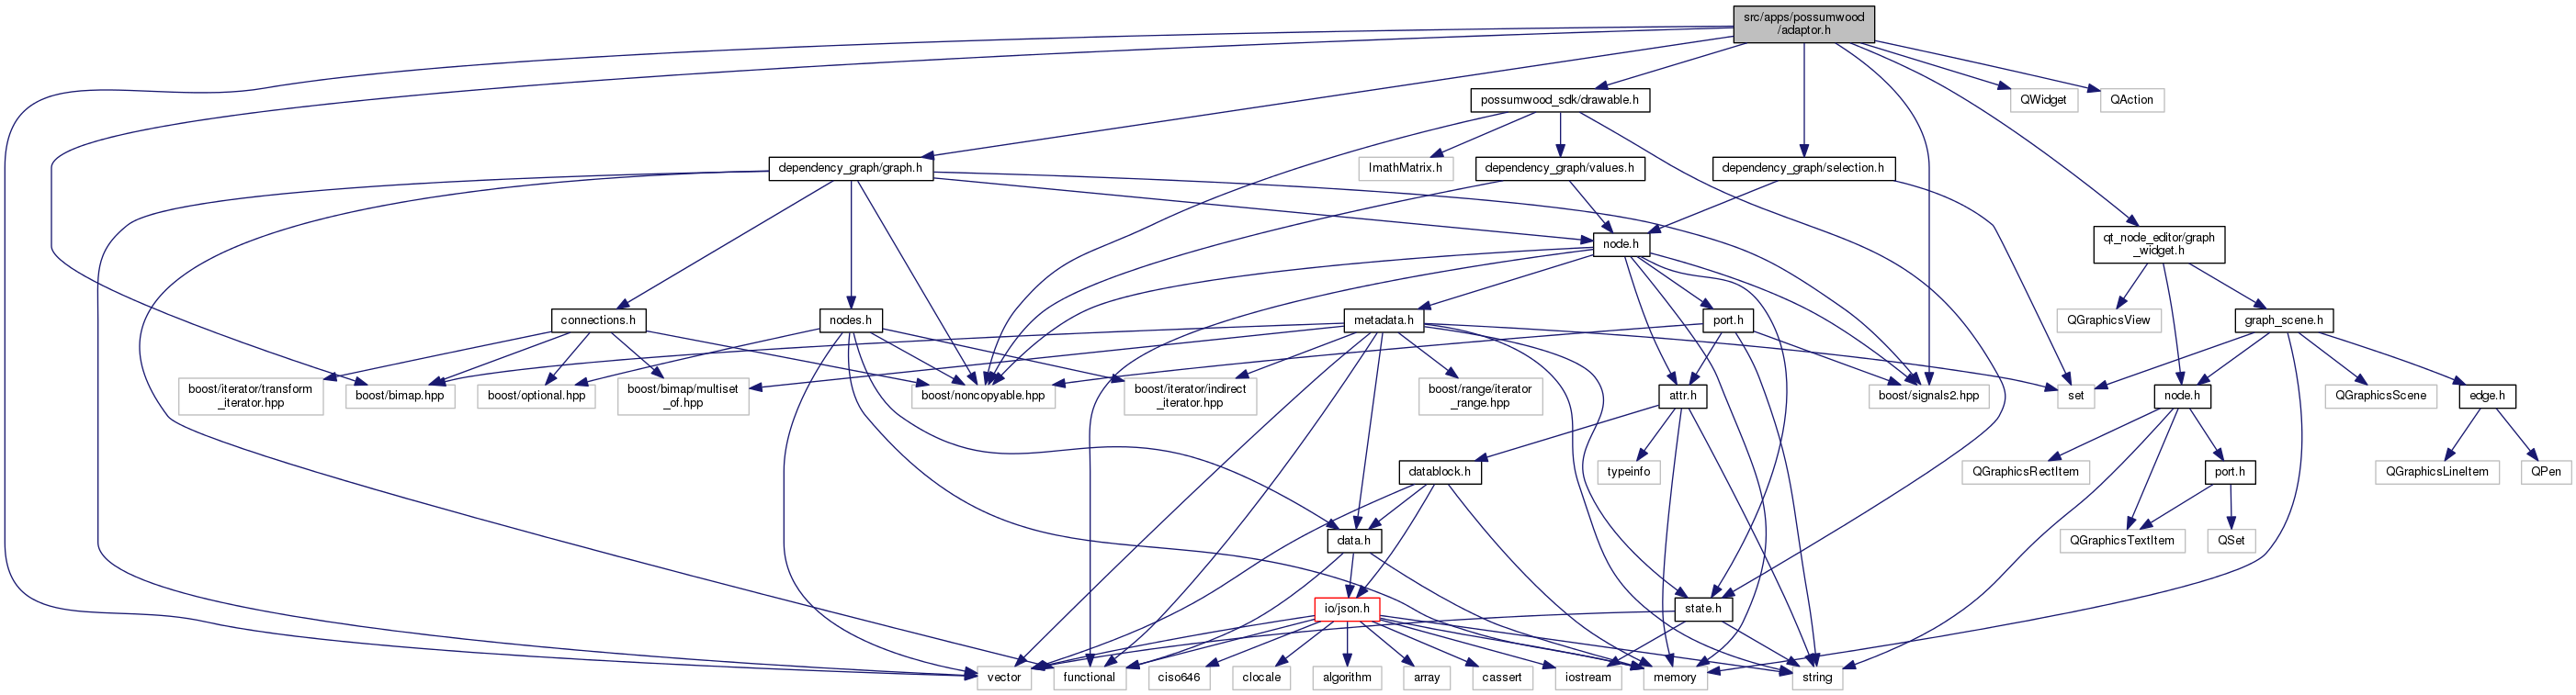 src/apps/possumwood
/adaptor.h
possumwood_sdk/drawable.h
QWidget
QAction
dependency_graph/graph.h
ImathMatrix.h
dependency_graph/values.h
dependency_graph/selection.h
node.h
qt_node_editor/graph
_widget.h
connections.h
nodes.h
metadata.h
port.h
QGraphicsView
graph_scene.h
boost/iterator/transform
_iterator.hpp
boost/bimap.hpp
boost/optional.hpp
boost/bimap/multiset
_of.hpp
boost/noncopyable.hpp
boost/iterator/indirect
_iterator.hpp
boost/range/iterator
_range.hpp
attr.h
boost/signals2.hpp
set
node.h
QGraphicsScene
edge.h
datablock.h
typeinfo
QGraphicsRectItem
port.h
QGraphicsLineItem
QPen
data.h
QGraphicsTextItem
QSet
io/json.h
state.h
vector
functional
ciso646
clocale
algorithm
array
cassert
iostream
memory
string